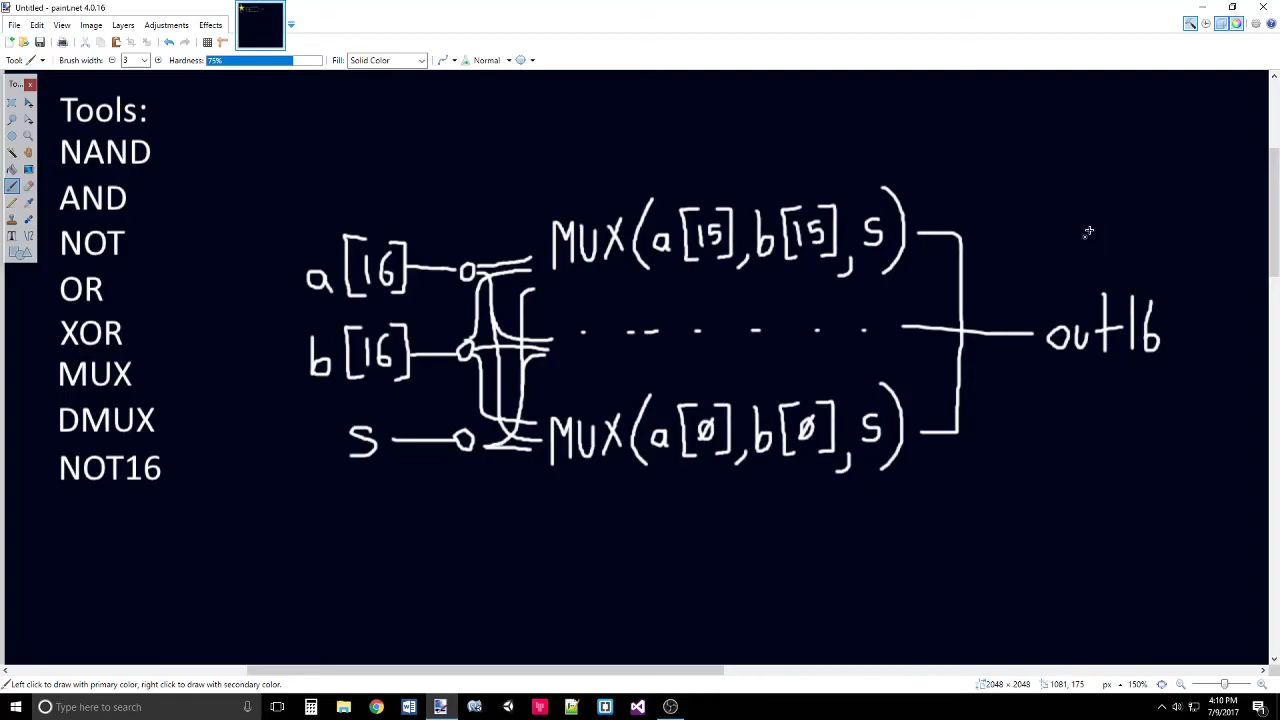 Untitled - paint.net 4.0.16
File Edit View Image Layers Adjustments Effects
Tool: Brush width: 3 Hardness: 75% Fill: Solid Color Normal
To... x
Tools:
NAND
AND
NOT
OR
XOR
MUX
DMUX
NOT16
a[16]
b[16]
S
MUX(a[15],b[15],S)
. . -- . - . .
MUX(a[0],b[0],S)
out16
Left click to draw with primary color, right click to draw with secondary color.
2048 × 2048 1081, 175 px 150%
Type here to search
4:10 PM
7/9/2017